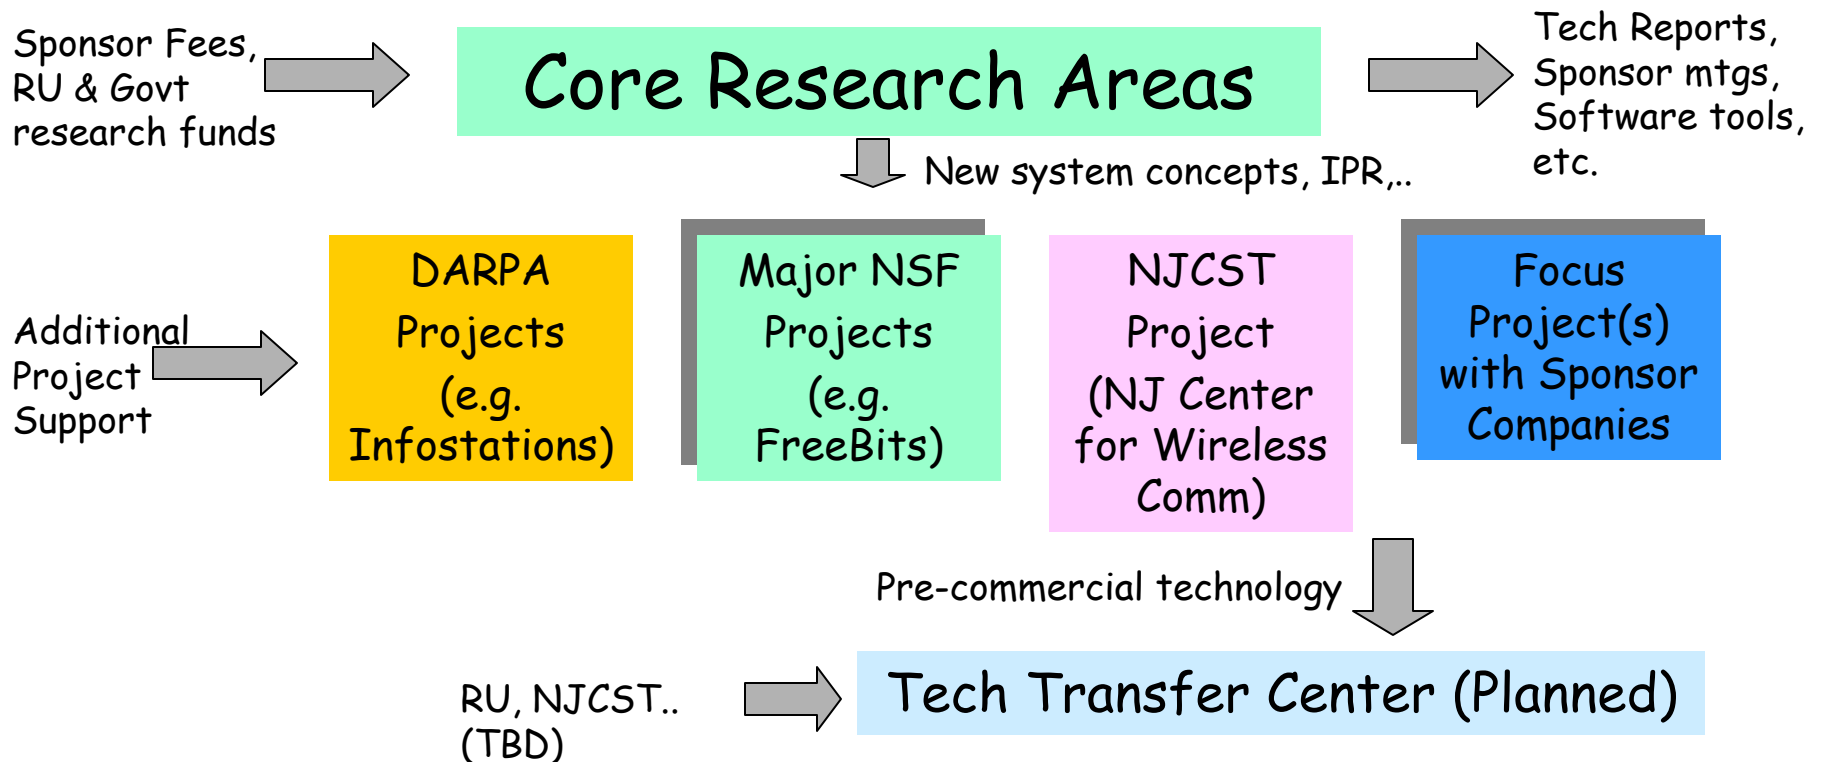 Sponsor Fees,
RU & Govt
research funds
Core Research Areas
Tech Reports,
Sponsor mtgs,
Software tools,
etc.
New system concepts, IPR,..
Additional
Project
Support
DARPA
Projects
(e.g.
Infostations)
Major NSF
Projects
(e.g.
FreeBits)
NJCST
Project
(NJ Center
for Wireless
Comm)
Focus
Project(s)
with Sponsor
Companies
Pre-commercial technology
RU, NJCST..
(TBD)
Tech Transfer Center (Planned)